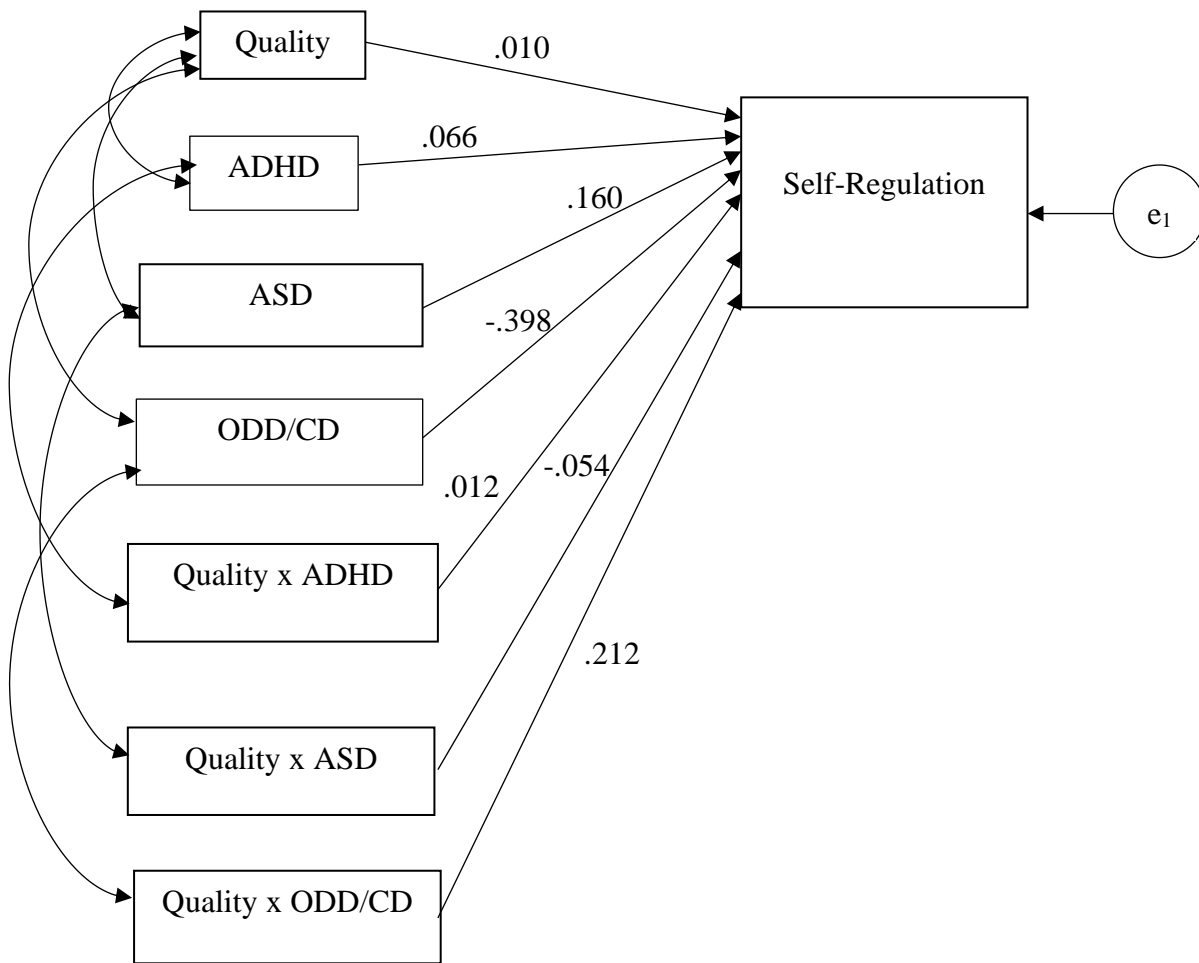 Quality
.010
ADHD
.066
Self-Regulation
.160
e₁
ASD
-.398
ODD/CD
-.054
.012
Quality x ADHD
.212
Quality x ASD
Quality x ODD/CD